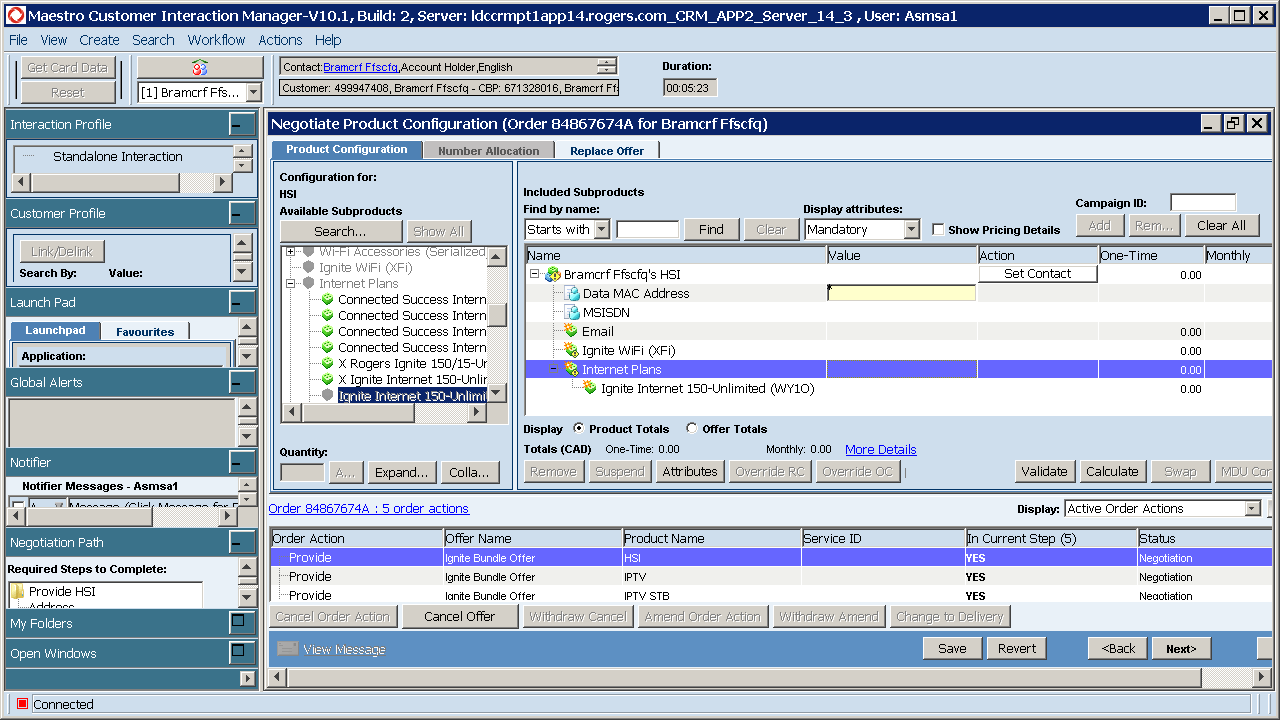 Maestro Customer Interaction Manager-V10.1, Build: 2, Server: ldccrmpt1app14.rogers.com_CRM_APP2_Server_14_3 , User: Asmsa1
File View Create Search Workflow Actions Help
Get Card Data
Reset
[1] Bramcrf Ffs...
Contact:Bramcrf Ffscfq,Account Holder,English
Customer: 499947408, Bramcrf Ffscfq - CBP: 671328016, Bramcrf Ff
Duration:
00:05:23
Interaction Profile
Standalone Interaction
Customer Profile
Link/Delink
Search By: Value:
Launch Pad
Launchpad Favourites
Application:
Global Alerts
Notifier
Notifier Messages - Asmsa1
Negotiation Path
Required Steps to Complete:
Provide HSI
Address
My Folders
Open Windows
Negotiate Product Configuration (Order 84867674A for Bramcrf Ffscfq)
Product Configuration Number Allocation Replace Offer
Configuration for:
HSI
Available Subproducts
Search... Show All
Wi-Fi Accessories (Serialized
Ignite WiFi (XFi)
Internet Plans
Connected Success Intern
Connected Success Intern
Connected Success Intern
Connected Success Intern
X Rogers Ignite 150/15-U
X Ignite Internet 150-Unlir
Ignite Internet 150-Unlimi
Quantity:
A... Expand... Colla...
Included Subproducts
Find by name: Display attributes: Campaign ID:
Starts with Find Clear Mandatory Show Pricing Details Add Rem... Clear All
Name Value Action One-Time Monthly
Bramcrf Ffscfq's HSI Set Contact 0.00
Data MAC Address
MSISDN
Email 0.00
Ignite WiFi (XFi) 0.00
Internet Plans 0.00
Ignite Internet 150-Unlimited (WY1O) 0.00
Display Product Totals Offer Totals
Totals (CAD) One-Time: 0.00 Monthly: 0.00 More Details
Remove Suspend Attributes Override RC Override OC Validate Calculate Swap MDU Cor
Order 84867674A : 5 order actions
Display: Active Order Actions
Order Action Offer Name Product Name Service ID In Current Step (5) Status
Provide Ignite Bundle Offer HSI YES Negotiation
Provide Ignite Bundle Offer IPTV YES Negotiation
Provide Ignite Bundle Offer IPTV STB YES Negotiation
Cancel Order Action Cancel Offer Withdraw Cancel Amend Order Action Withdraw Amend Change to Delivery
View Message Save Revert <Back Next>
Connected